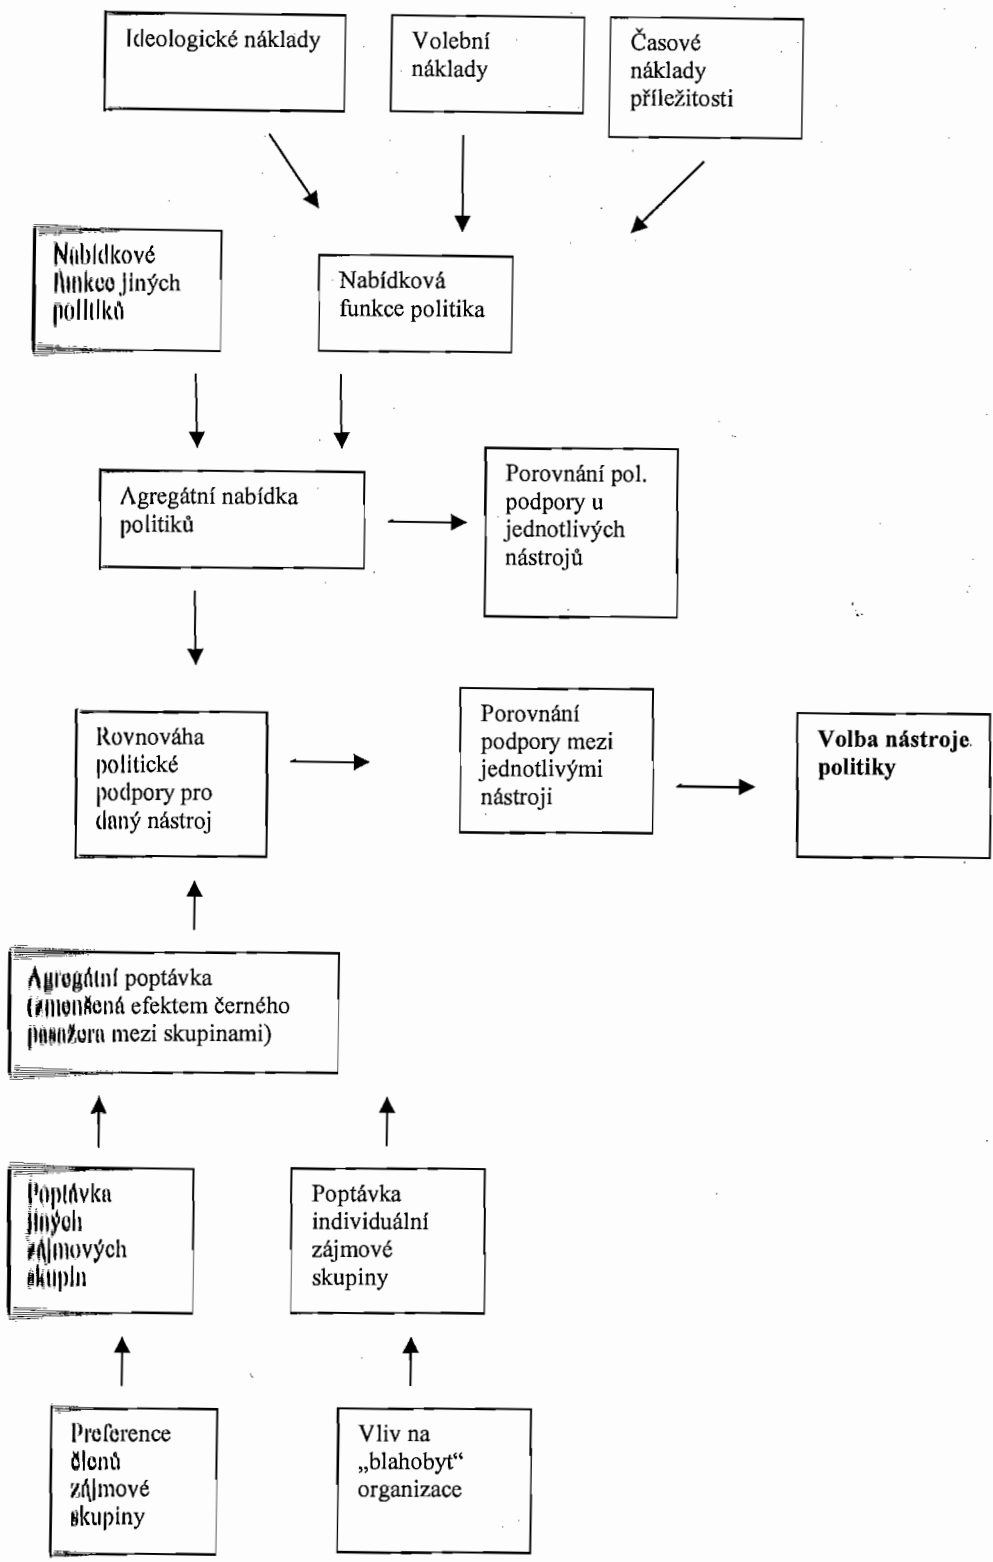 Ideologické náklady
Volební
náklady
Časové
náklady
příležitosti
Nabídkové
funkce jiných
politiků
Nabídková
funkce politika
Agregátní nabídka
politiků
Porovnání pol.
podpory u
jednotlivých
nástrojů
Rovnováha
politické
podpory pro
daný nástroj
Porovnání
podpory mezi
jednotlivými
nástroji
Volba nástroje
politiky
Agregátní poptávka
(zmenšená efektem černého
pasažera mezi skupinami)
Poptávka
jiných
zájmových
skupin
Poptávka
individuální
zájmové
skupiny
Preference
členů
zájmové
skupiny
Vliv na
„blahobyt“
organizace